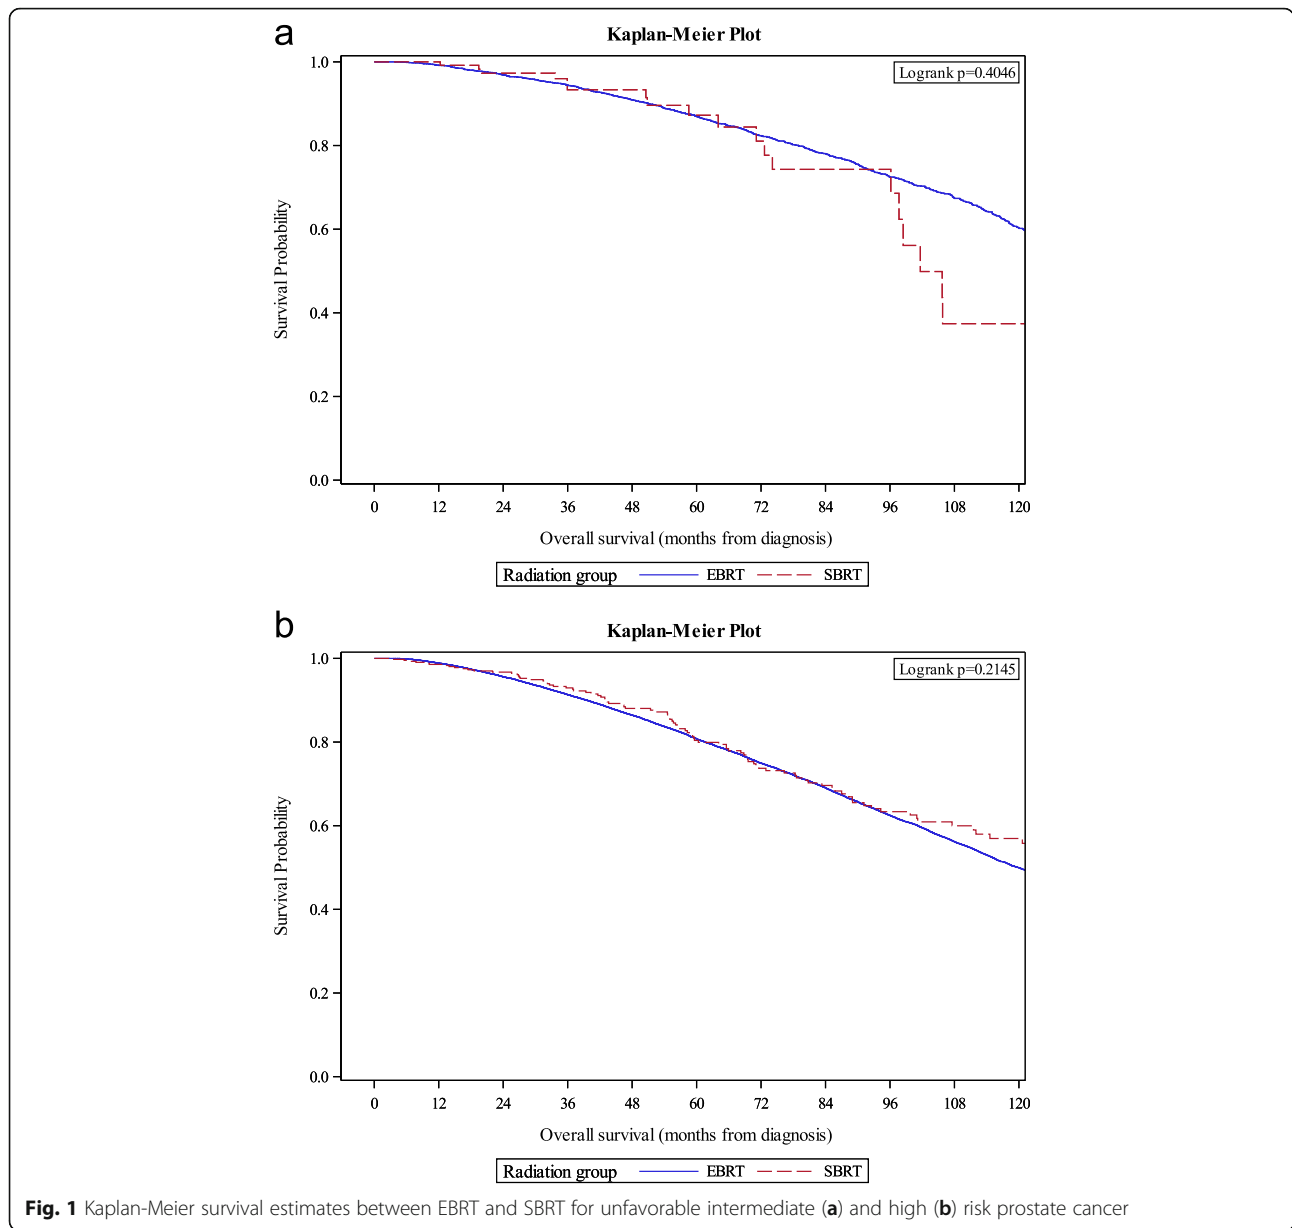 a
Kaplan-Meier Plot
Logrank p=0.4046
1.0
0.8
0.6
0.4
0.2
0.0
Survival Probability
0 12 24 36 48 60 72 84 96 108 120
Overall survival (months from diagnosis)
Radiation group EBRT SBRT
b
Kaplan-Meier Plot
Logrank p=0.2145
1.0
0.8
0.6
0.4
0.2
0.0
Survival Probability
0 12 24 36 48 60 72 84 96 108 120
Overall survival (months from diagnosis)
Radiation group EBRT SBRT
Fig. 1 Kaplan-Meier survival estimates between EBRT and SBRT for unfavorable intermediate (a) and high (b) risk prostate cancer